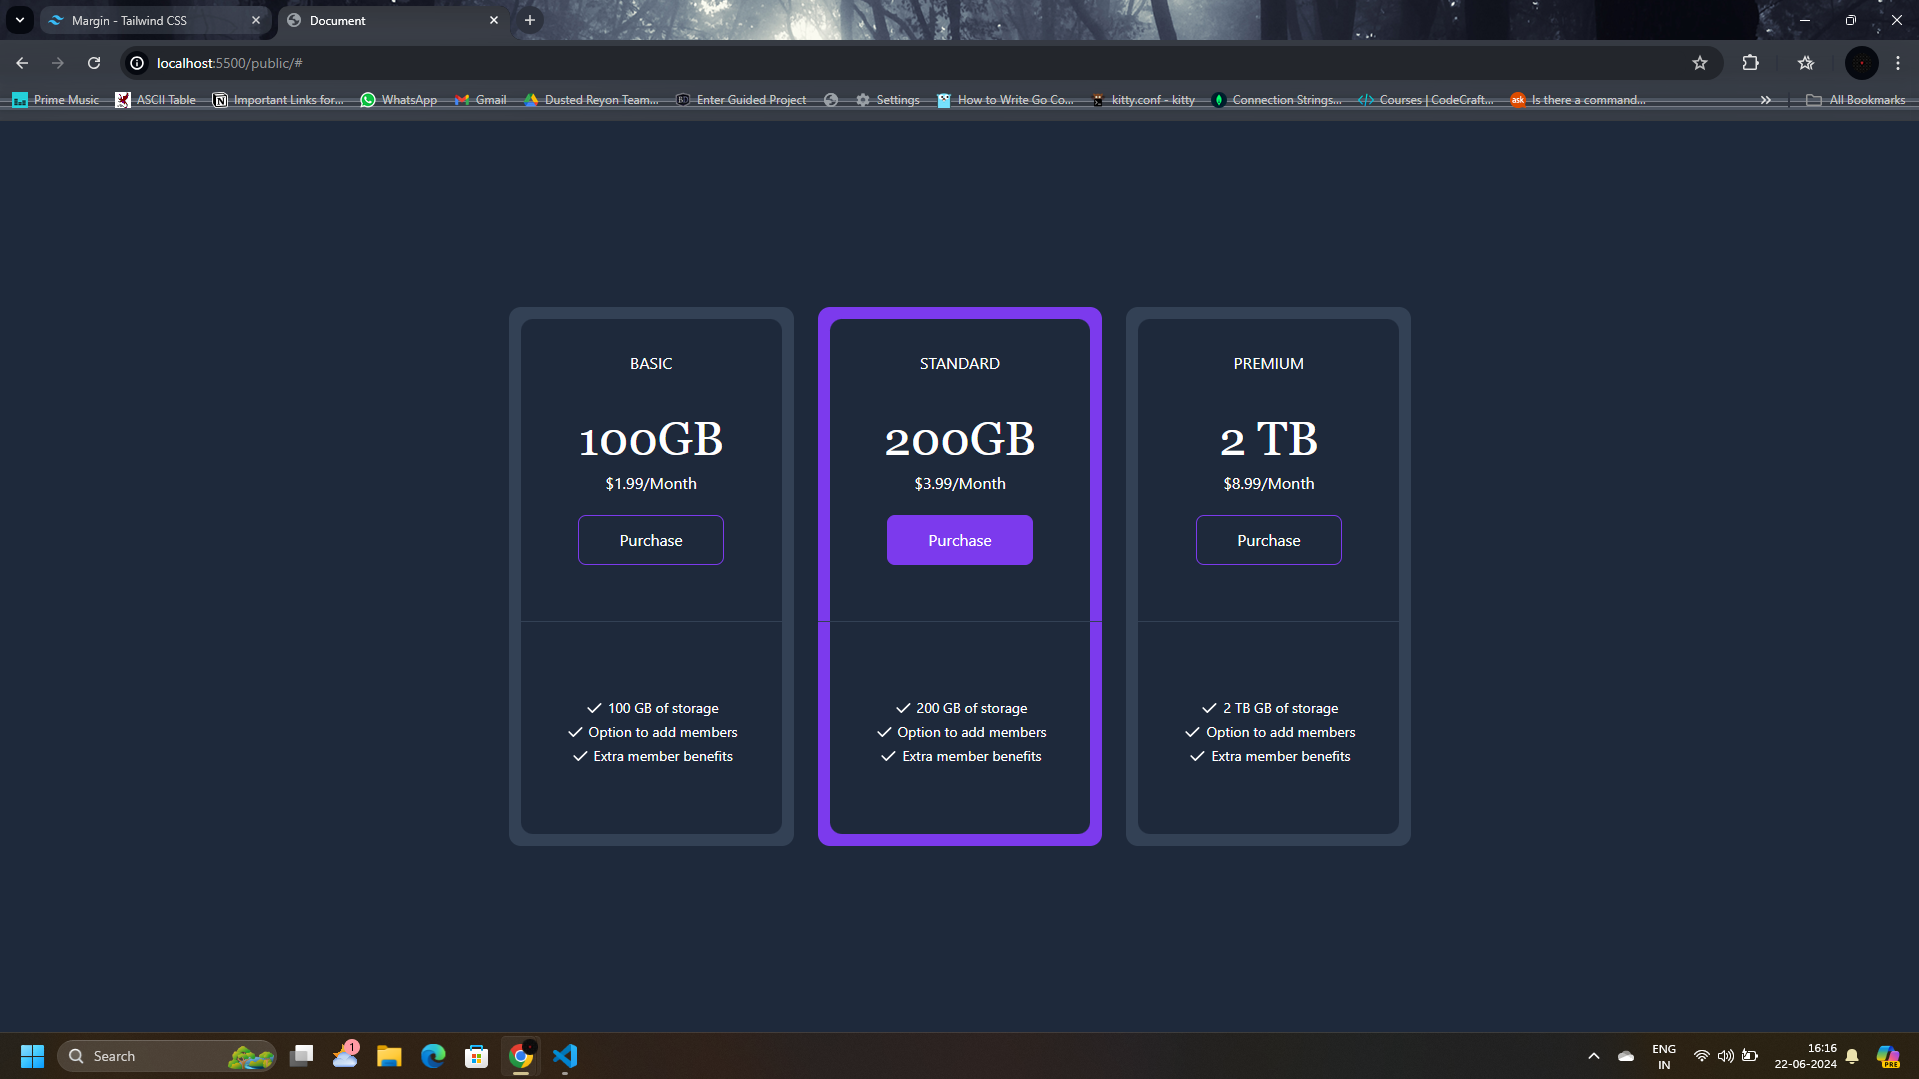 Margin - Tailwind CSS
Document
localhost:5500/public/#
Prime Music
ASCII Table
Important Links for...
WhatsApp
Gmail
Dusted Reyon Team...
Enter Guided Project
Settings
How to Write Go Co...
kitty.conf - kitty
Connection Strings...
Courses | CodeCraft...
ask
Is there a command...
All Bookmarks
BASIC
100GB
$1.99/Month
Purchase
100 GB of storage
Option to add members
Extra member benefits
STANDARD
200GB
$3.99/Month
Purchase
200 GB of storage
Option to add members
Extra member benefits
PREMIUM
2 TB
$8.99/Month
Purchase
2 TB GB of storage
Option to add members
Extra member benefits
Search
1
ENG
IN
16:16
22-06-2024
PRE